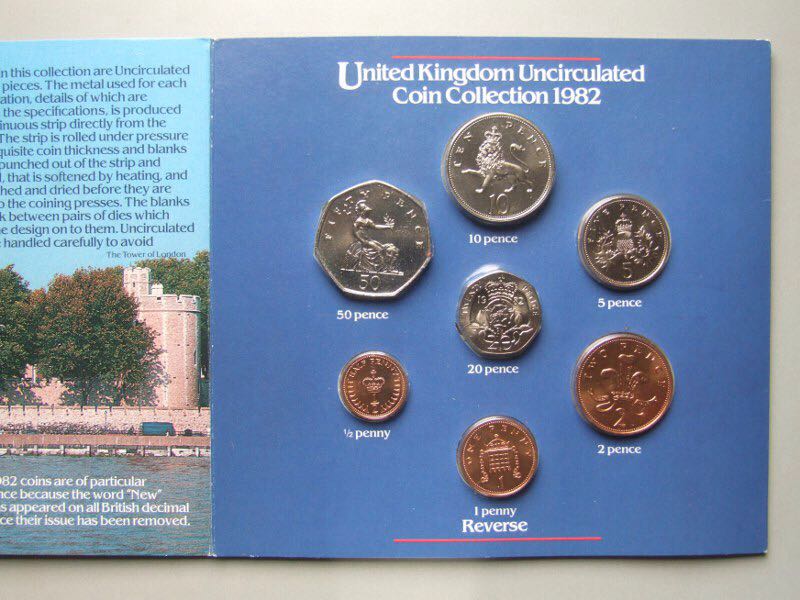 n this collection are Uncirculated
pieces. The metal used for each
ation, details of which are
the specifications, is produced
tinuous strip directly from the
The strip is rolled under pressure
quisite coin thickness and blanks
punched out of the strip and
, that is softened by heating, and
hed and dried before they are
o the coining presses. The blanks
k between pairs of dies which
e design on to them. Uncirculated
handled carefully to avoid
The Tower of London
982 coins are of particular
nce because the word "New"
s appeared on all British decimal
ce their issue has been removed.
United Kingdom Uncirculated
Coin Collection 1982
TEN PENCE
10
10 pence
FIFTY PENCE
50
50 pence
FIVE PENCE
5
5 pence
TWENTY PENCE
19 82
20
20 pence
HALF PENNY
½
½ penny
TWO PENCE
2
2 pence
ONE PENNY
1
1 penny
Reverse